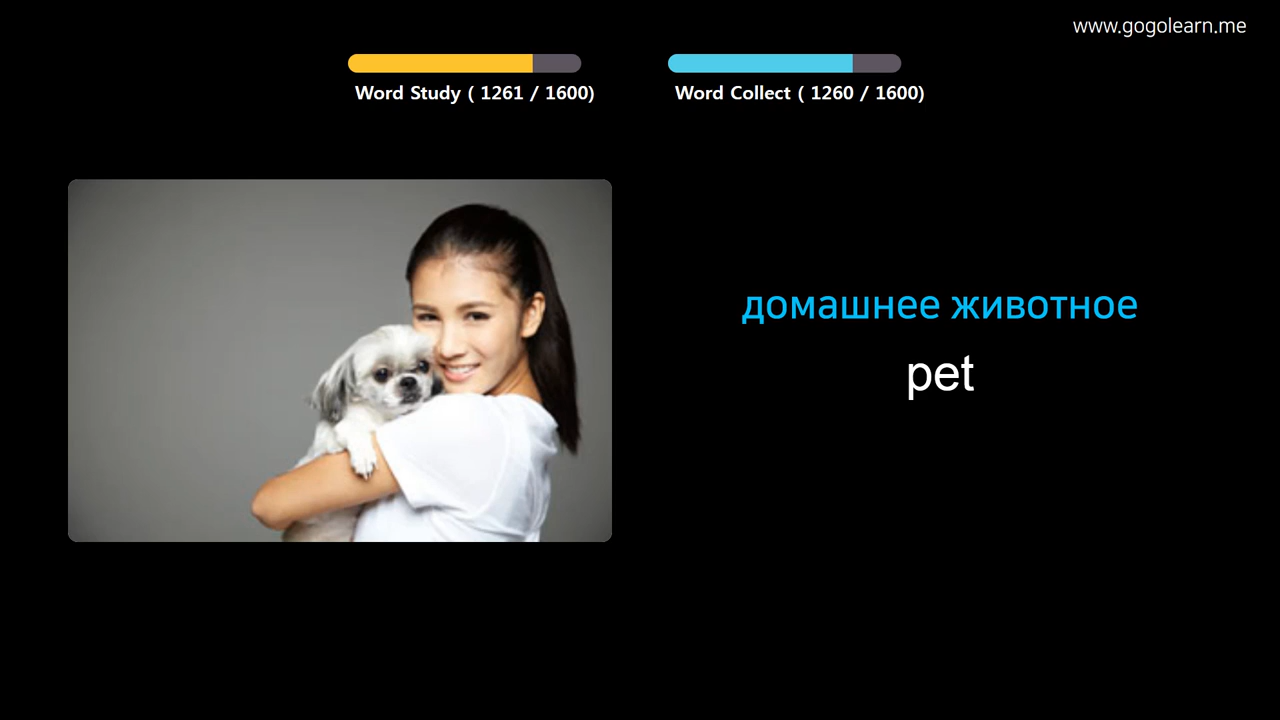 www.gogolearn.me
Word Study ( 1261 / 1600)
Word Collect ( 1260 / 1600)
домашнее животное
pet